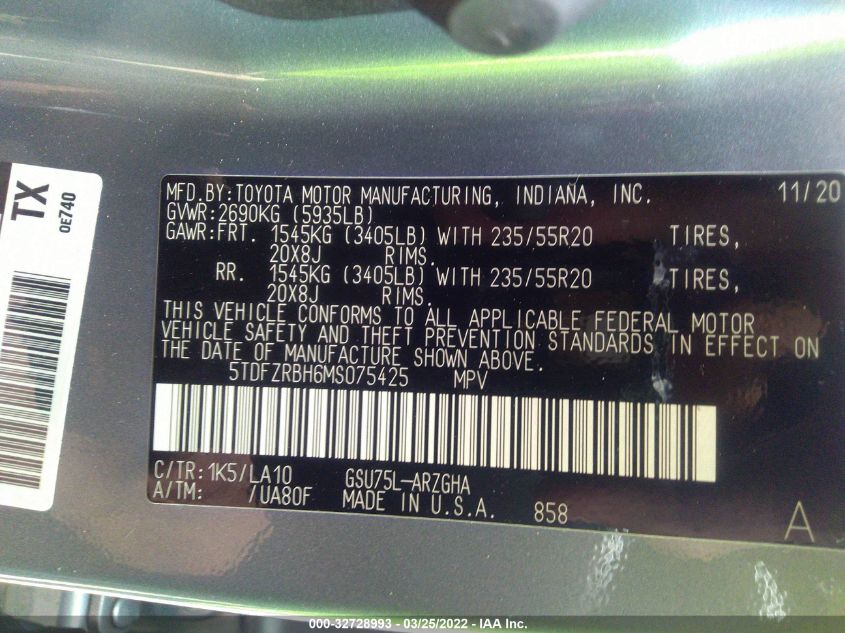 TX
0E740
MFD.BY:TOYOTA MOTOR MANUFACTURING, INDIANA, INC. 11/20
GVWR:2690KG (5935LB)
GAWR:FRT. 1545KG (3405LB) WITH 235/55R20 TIRES,
20X8J RIMS.
RR. 1545KG (3405LB) WITH 235/55R20 TIRES,
20X8J RIMS.
THIS VEHICLE CONFORMS TO ALL APPLICABLE FEDERAL MOTOR
VEHICLE SAFETY AND THEFT PREVENTION STANDARDS IN EFFECT ON
THE DATE OF MANUFACTURE SHOWN ABOVE.
5TDFZRBH6MS075425 MPV
C/TR:1K5/LA10 GSU75L-ARZGHA
A/TM: /UA80F MADE IN U.S.A. 858
A
000-32728993 - 03/25/2022 - IAA Inc.